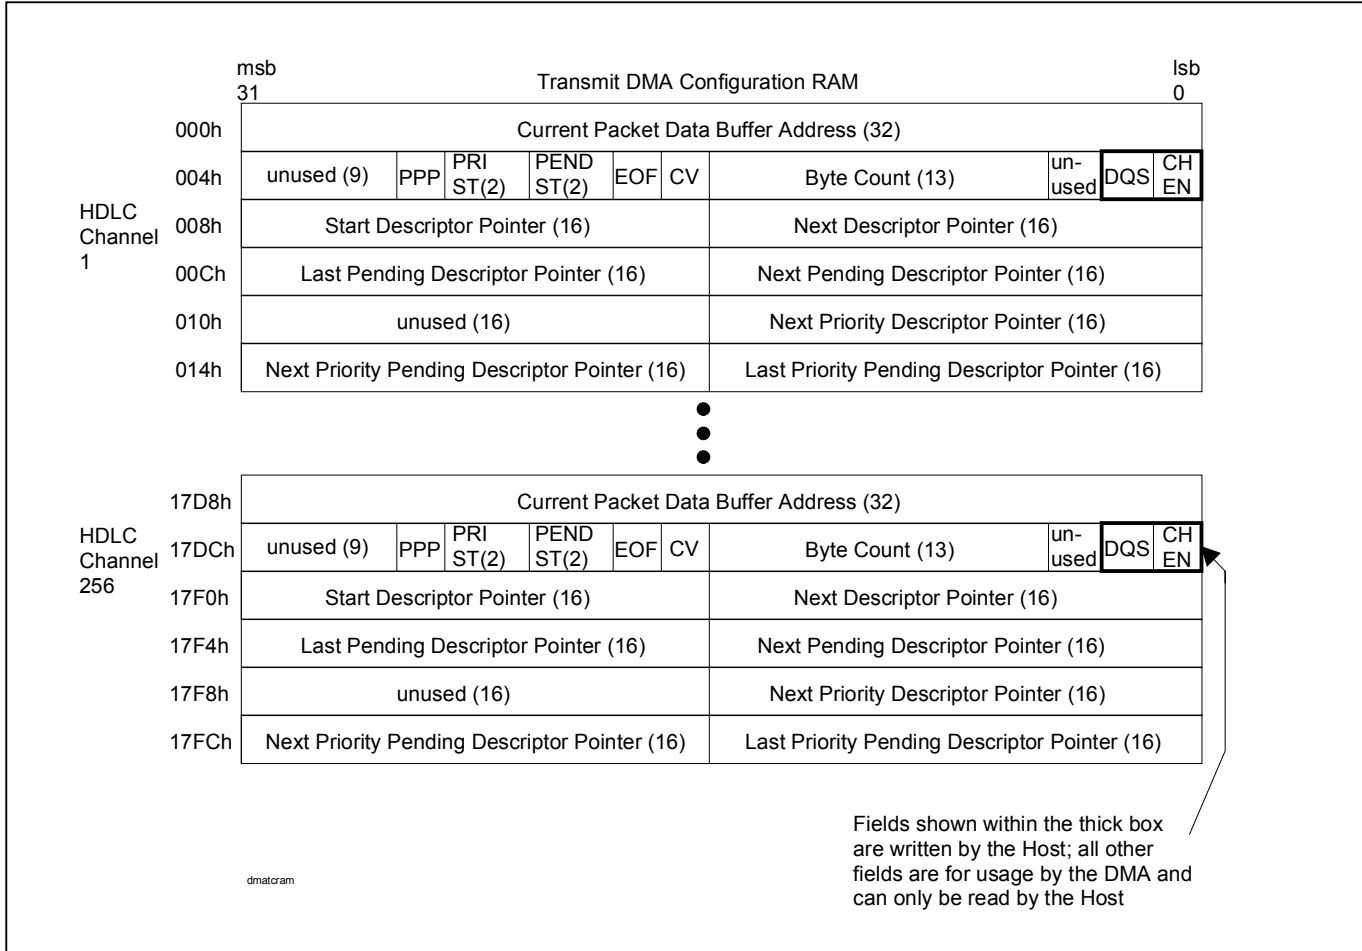 msb
31
Transmit DMA Configuration RAM
lsb
0
HDLC
Channel
1
000h
Current Packet Data Buffer Address (32)
004h
unused (9)
PPP
PRI
ST(2)
PEND
ST(2)
EOF
CV
Byte Count (13)
un-
used
DQS
CH
EN
008h
Start Descriptor Pointer (16)
Next Descriptor Pointer (16)
00Ch
Last Pending Descriptor Pointer (16)
Next Pending Descriptor Pointer (16)
010h
unused (16)
Next Priority Descriptor Pointer (16)
014h
Next Priority Pending Descriptor Pointer (16)
Last Priority Pending Descriptor Pointer (16)
HDLC
Channel
256
17D8h
Current Packet Data Buffer Address (32)
17DCh
unused (9)
PPP
PRI
ST(2)
PEND
ST(2)
EOF
CV
Byte Count (13)
un-
used
DQS
CH
EN
17F0h
Start Descriptor Pointer (16)
Next Descriptor Pointer (16)
17F4h
Last Pending Descriptor Pointer (16)
Next Pending Descriptor Pointer (16)
17F8h
unused (16)
Next Priority Descriptor Pointer (16)
17FCh
Next Priority Pending Descriptor Pointer (16)
Last Priority Pending Descriptor Pointer (16)
Fields shown within the thick box
are written by the Host; all other
fields are for usage by the DMA and
can only be read by the Host
dmatcram